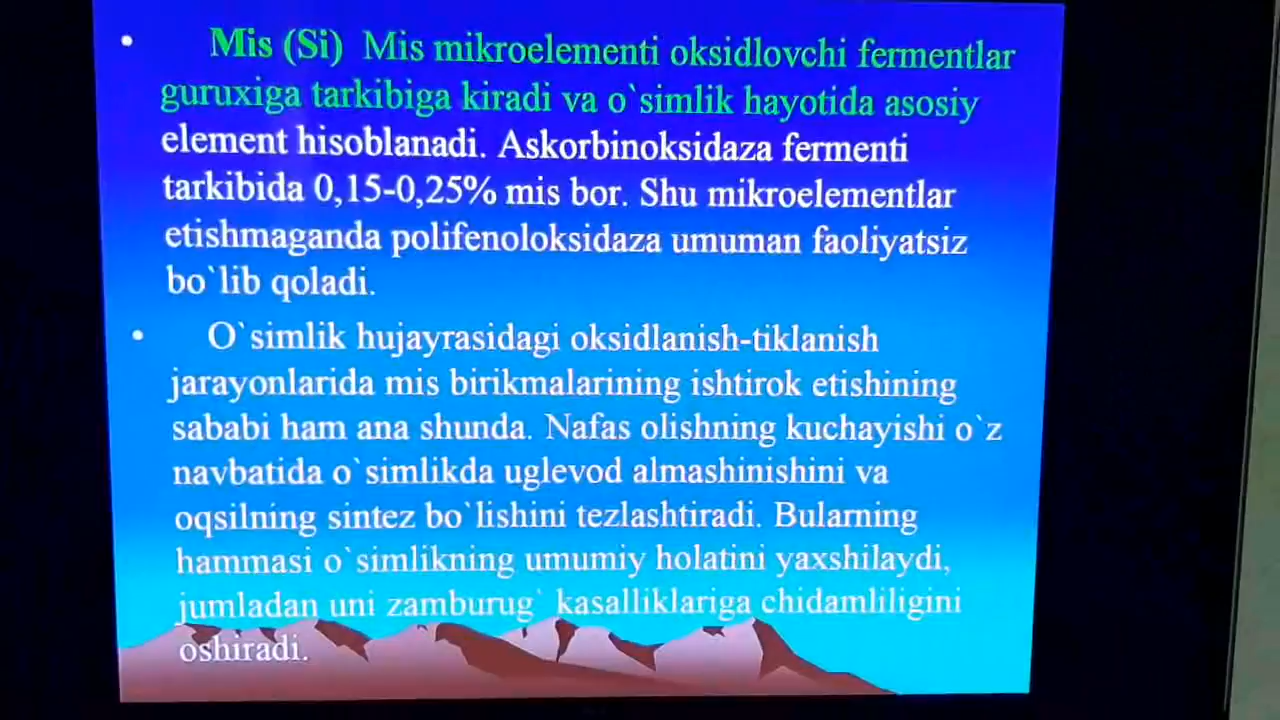 • Mis (Si) Mis mikroelementi oksidlovchi fermentlar
guruxiga tarkibiga kiradi va o`simlik hayotida asosiy
element hisoblanadi. Askorbinoksidaza fermenti
tarkibida 0,15-0,25% mis bor. Shu mikroelementlar
etishmaganda polifenoloksidaza umuman faoliyatsiz
bo`lib qoladi.
• O`simlik hujayrasidagi oksidlanish-tiklanish
jarayonlarida mis birikmalarining ishtirok etishining
sababi ham ana shunda. Nafas olishning kuchayishi o`z
navbatida o`simlikda uglevod almashinishini va
oqsilning sintez bo`lishini tezlashtiradi. Bularning
hammasi o`simlikning umumiy holatini yaxshilaydi,
jumladan uni zamburug` kasalliklariga chidamliligini
oshiradi.